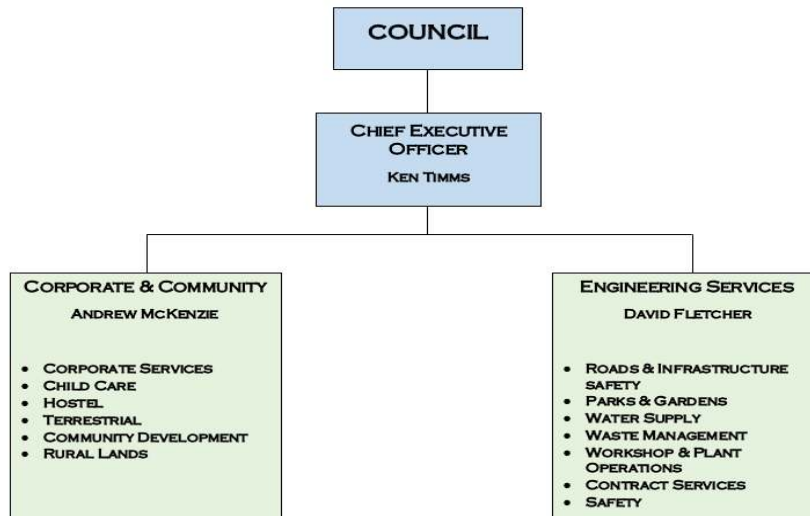 COUNCIL
CHIEF EXECUTIVE
OFFICER
KEN TIMMS
CORPORATE & COMMUNITY
ANDREW MCKENZIE
• CORPORATE SERVICES
• CHILD CARE
• HOSTEL
• TERRESTRIAL
• COMMUNITY DEVELOPMENT
• RURAL LANDS
ENGINEERING SERVICES
DAVID FLETCHER
• ROADS & INFRASTRUCTURE
SAFETY
• PARKS & GARDENS
• WATER SUPPLY
• WASTE MANAGEMENT
• WORKSHOP & PLANT
OPERATIONS
• CONTRACT SERVICES
• SAFETY